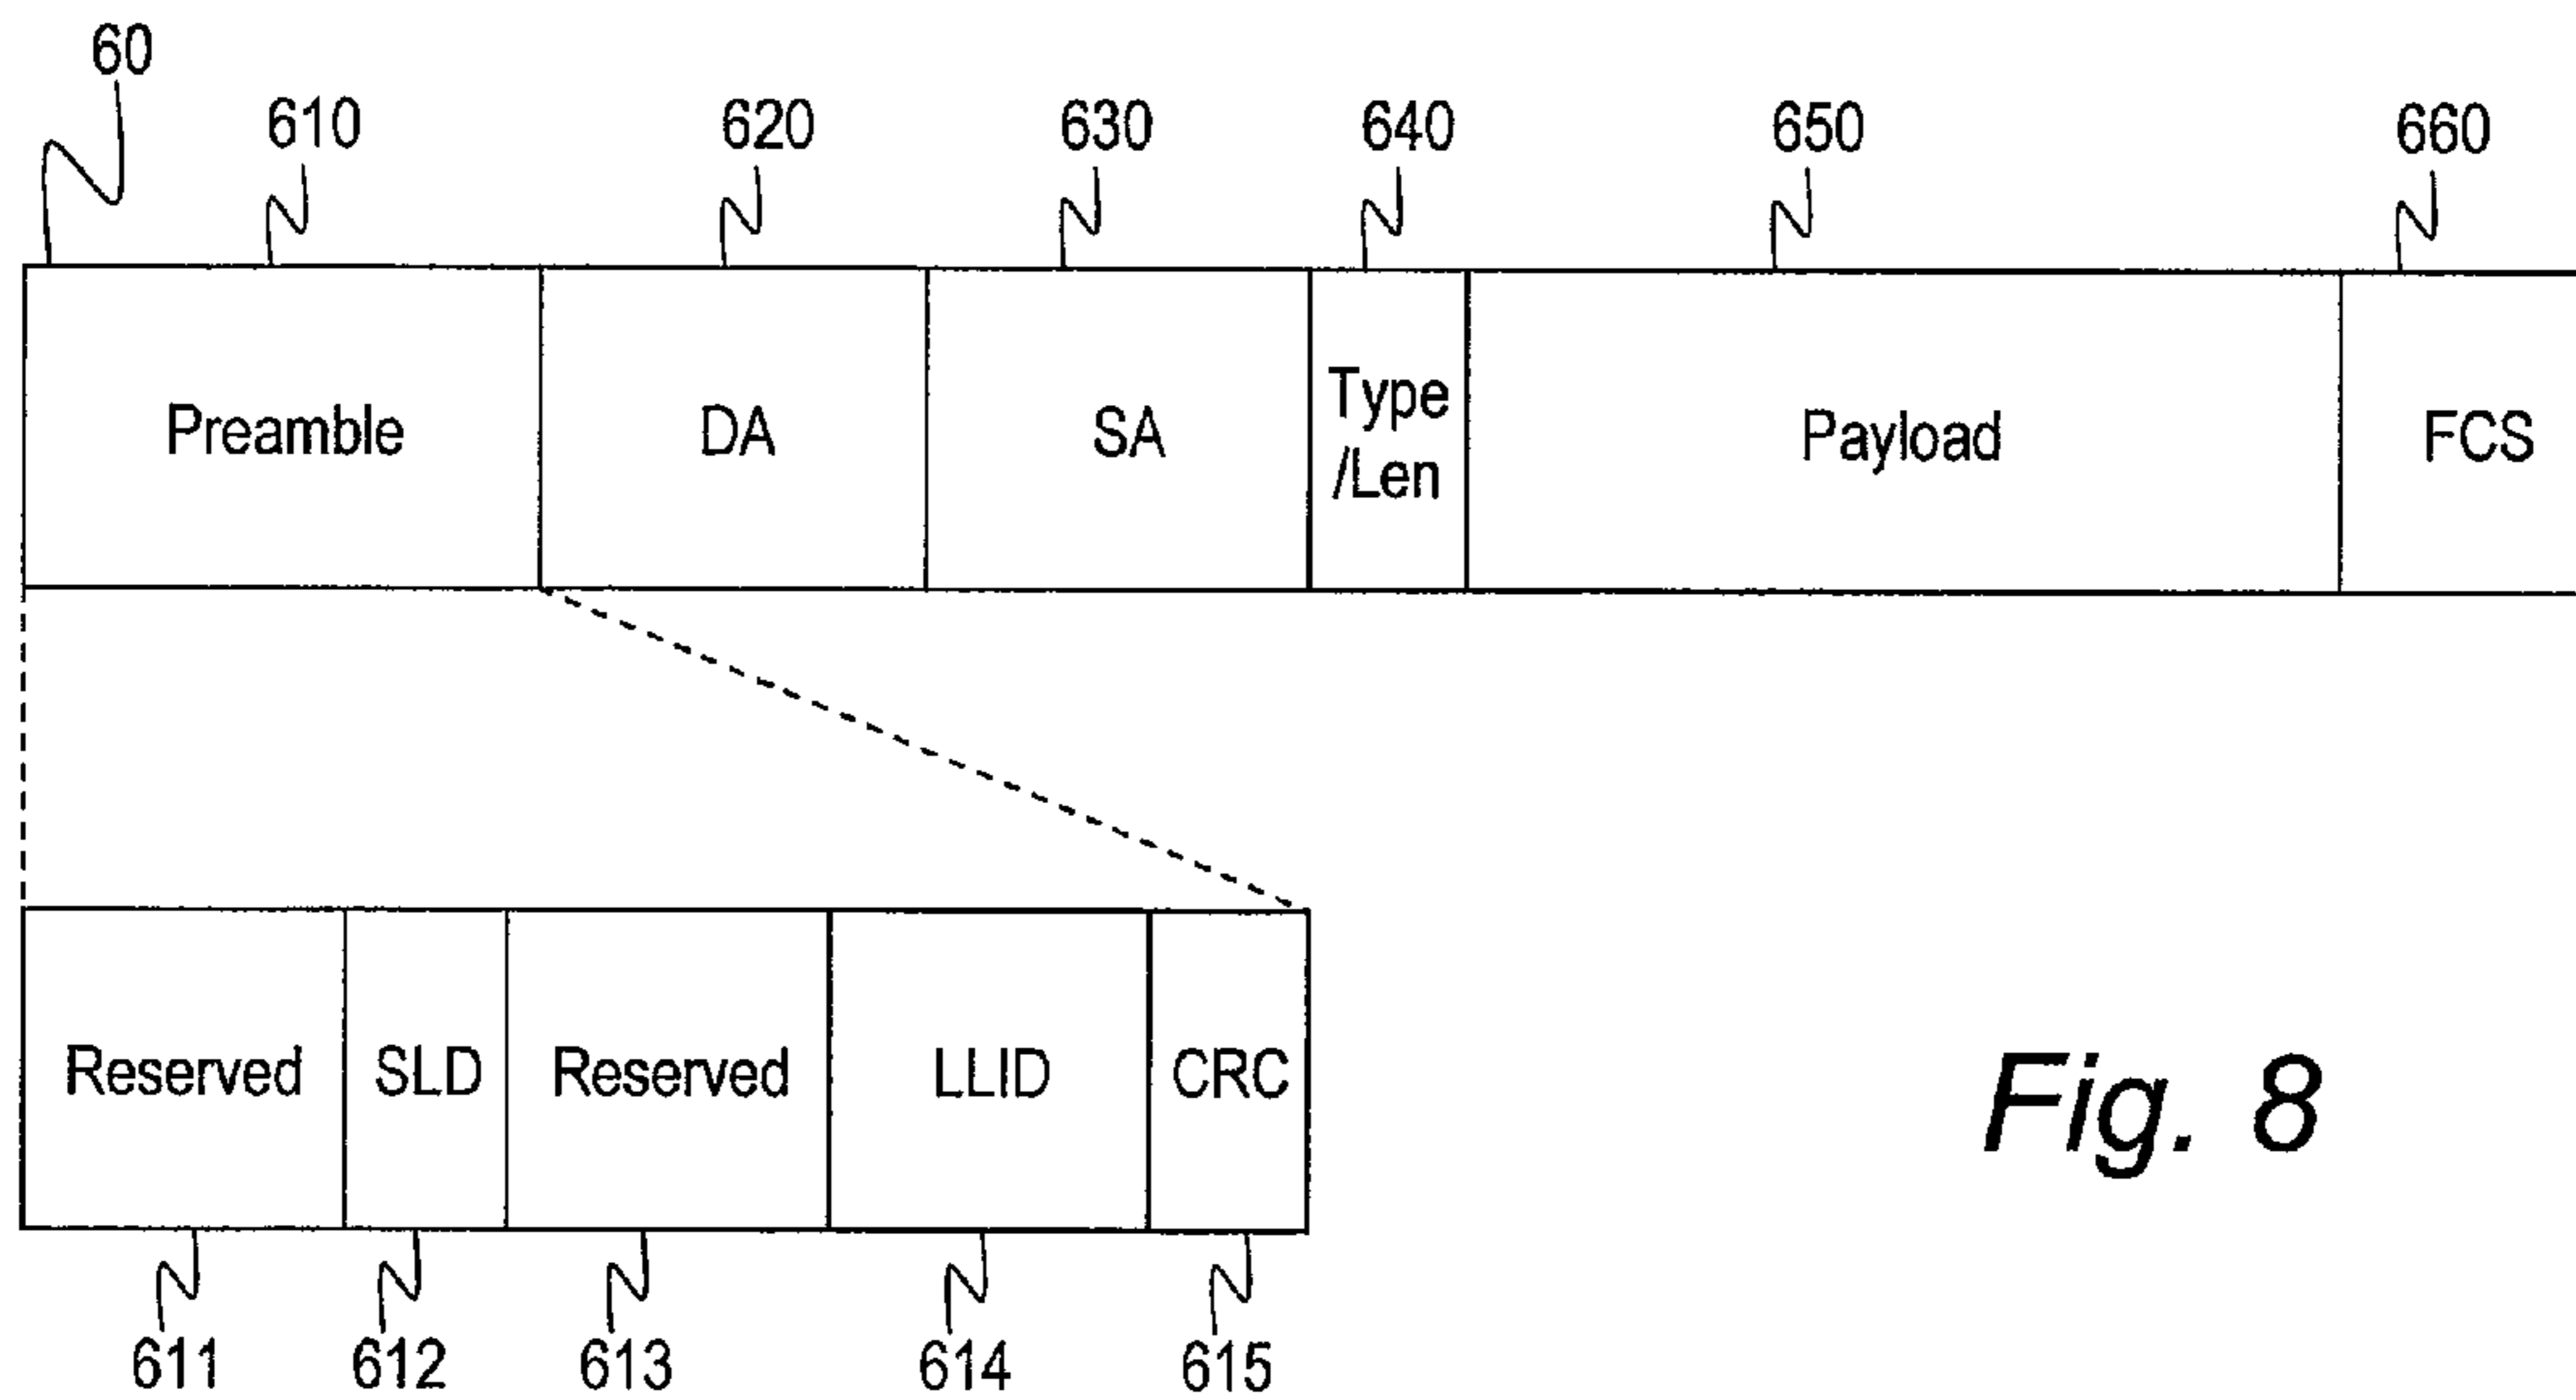 60
610
620
630
640
650
660
Preamble
DA
SA
Type
/Len
Payload
FCS
Reserved
SLD
Reserved
LLID
CRC
611
612
613
614
615
Fig. 8